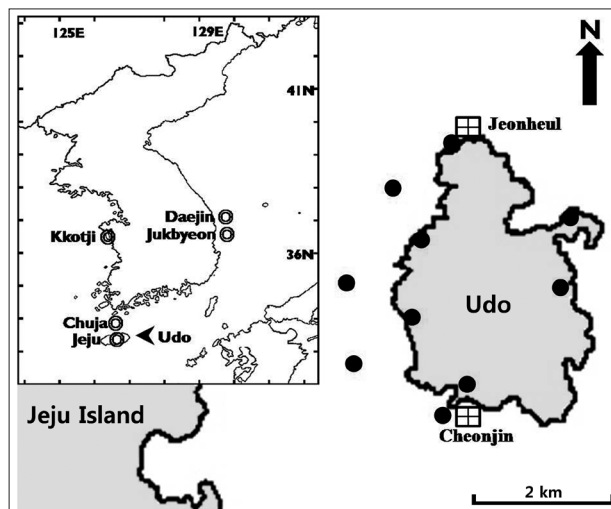 125E 129E
N
41N
Jeonheul
Daejin
Kkotji
Jukbyeon
36N
Chuja
Udo
Jeju
Udo
Jeju Island
Cheonjin
2 km